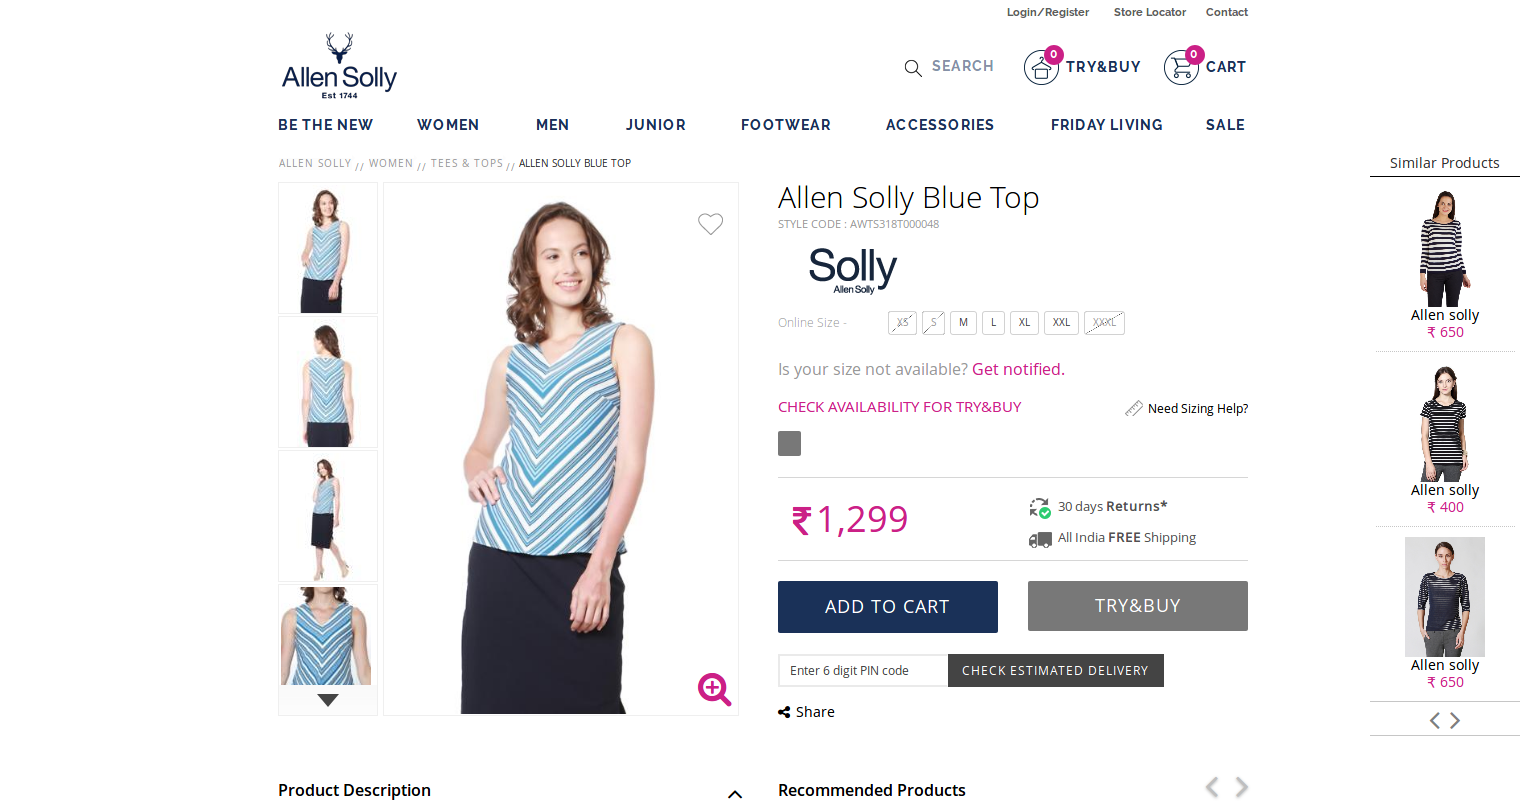 Login/Register Store Locator Contact
Allen Solly
Est 1744
SEARCH 0 TRY&BUY 0 CART
BE THE NEW WOMEN MEN JUNIOR FOOTWEAR ACCESSORIES FRIDAY LIVING SALE
ALLEN SOLLY // WOMEN // TEES & TOPS // ALLEN SOLLY BLUE TOP
Allen Solly Blue Top
STYLE CODE : AWTS318T000048
Solly
Allen Solly
Online Size - XS S M L XL XXL XXXL
Is your size not available? Get notified.
CHECK AVAILABILITY FOR TRY&BUY Need Sizing Help?
₹1,299
30 days Returns*
All India FREE Shipping
ADD TO CART TRY&BUY
Enter 6 digit PIN code CHECK ESTIMATED DELIVERY
Share
Product Description
Recommended Products
Similar Products
Allen solly
₹ 650
Allen solly
₹ 400
Allen solly
₹ 650